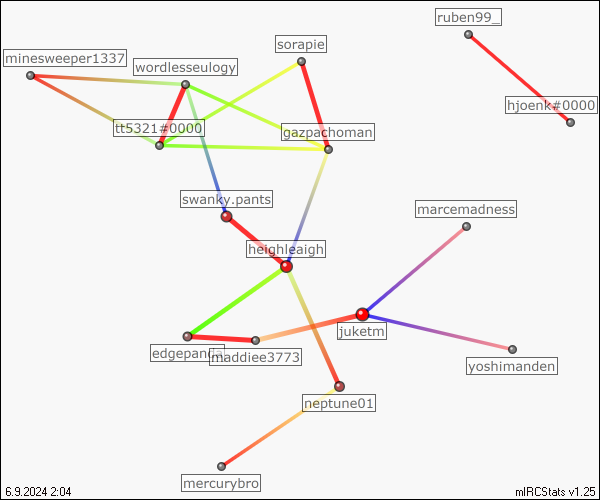 ruben99_
sorapie
minesweeper1337
wordlesseulogy
hjoenk#0000
tt5321#0000
gazpachoman
swanky.pants
marcemadness
heighleaigh
juketm
edgepanda
maddiee3773
yoshimanden
neptune01
mercurybro
6.9.2024 2:04
mIRCStats v1.25